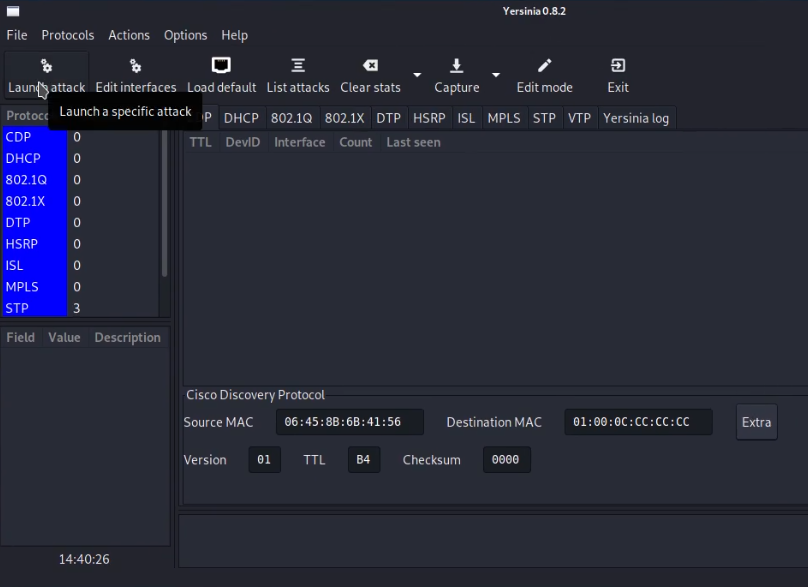 Yersinia 0.8.2
File Protocols Actions Options Help
Launch attack Edit interfaces Load default List attacks Clear stats Capture Edit mode Exit
Launch a specific attack
DHCP 802.1Q 802.1X DTP HSRP ISL MPLS STP VTP Yersinia log
TTL DevID Interface Count Last seen
CDP 0
DHCP 0
802.1Q 0
802.1X 0
DTP 0
HSRP 0
ISL 0
MPLS 0
STP 3
Field Value Description
Cisco Discovery Protocol
Source MAC 06:45:8B:6B:41:56 Destination MAC 01:00:0C:CC:CC:CC Extra
Version 01 TTL B4 Checksum 0000
14:40:26